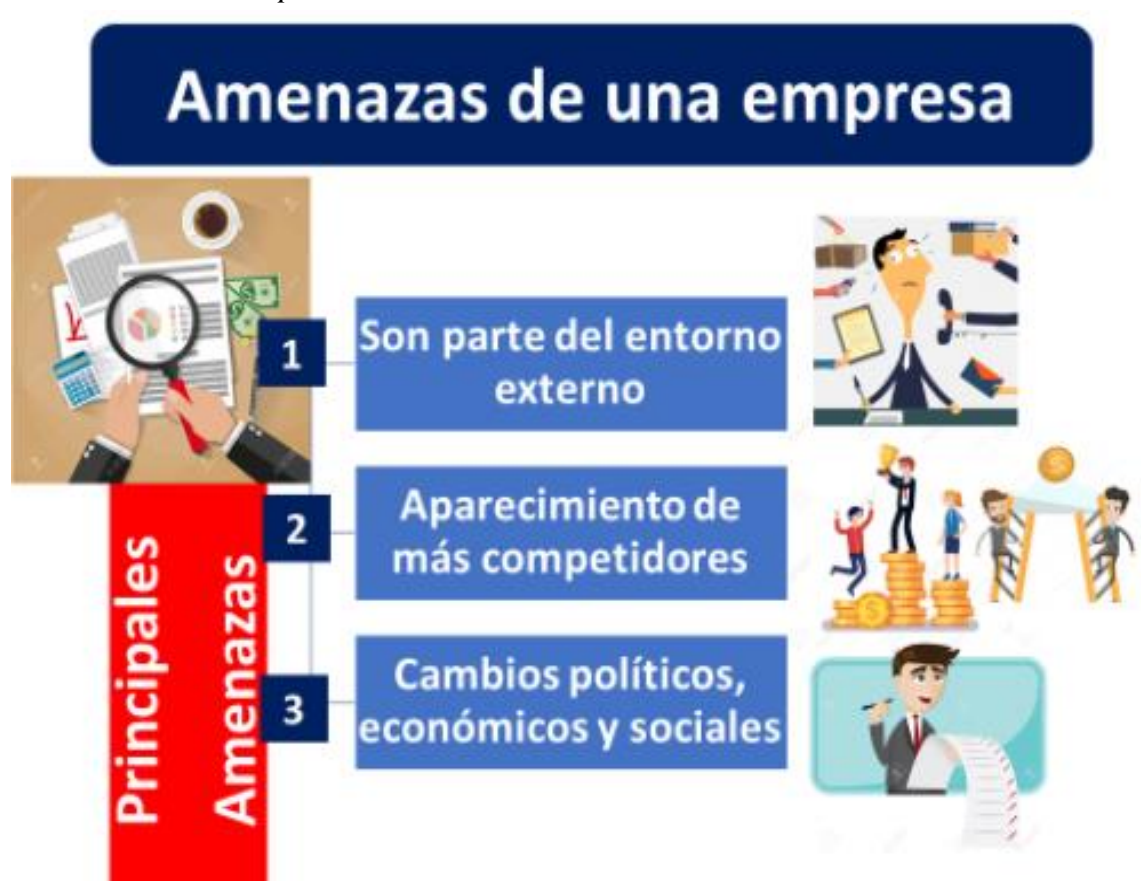 Amenazas de una empresa
1
Son parte del entorno
externo
2
Aparecimiento de
más competidores
3
Cambios políticos,
económicos y sociales
Principales
Amenazas